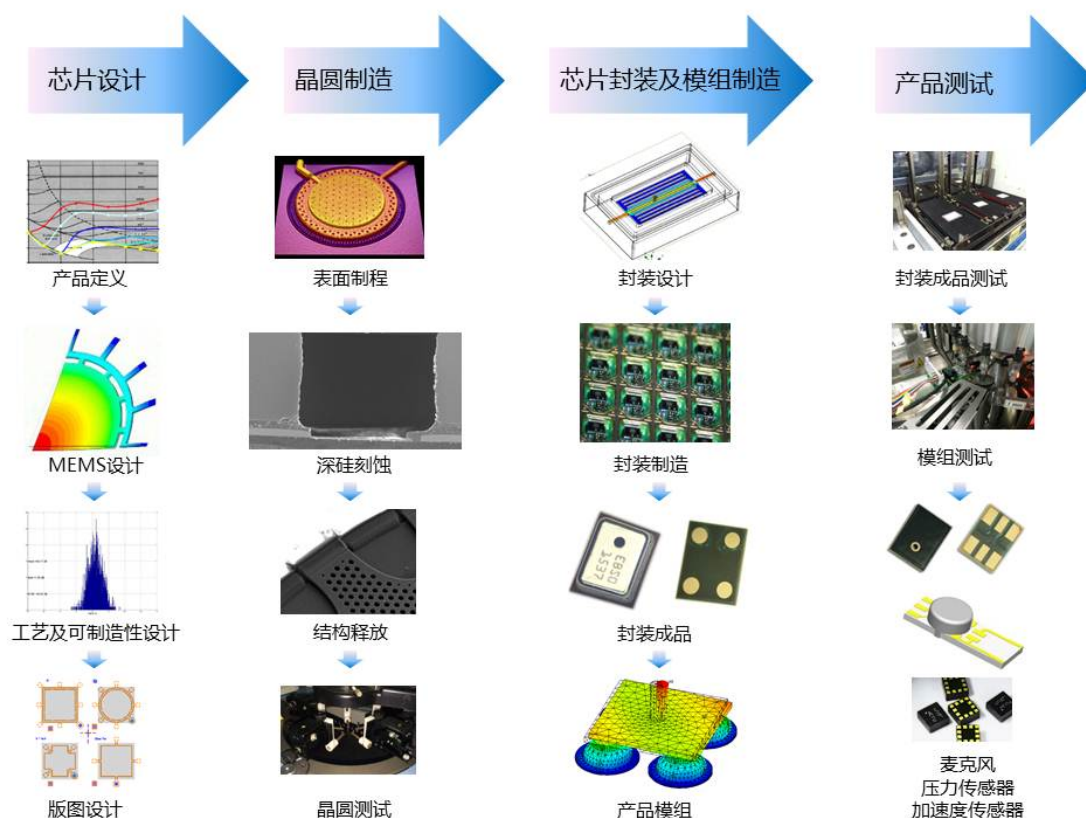 芯片设计
晶圆制造
芯片封装及模组制造
产品测试
产品定义
MEMS设计
工艺及可制造性设计
版图设计
表面制程
深硅刻蚀
结构释放
晶圆测试
封装设计
封装制造
EBS0
3S37
封装成品
产品模组
封装成品测试
模组测试
麦克风
压力传感器
加速度传感器